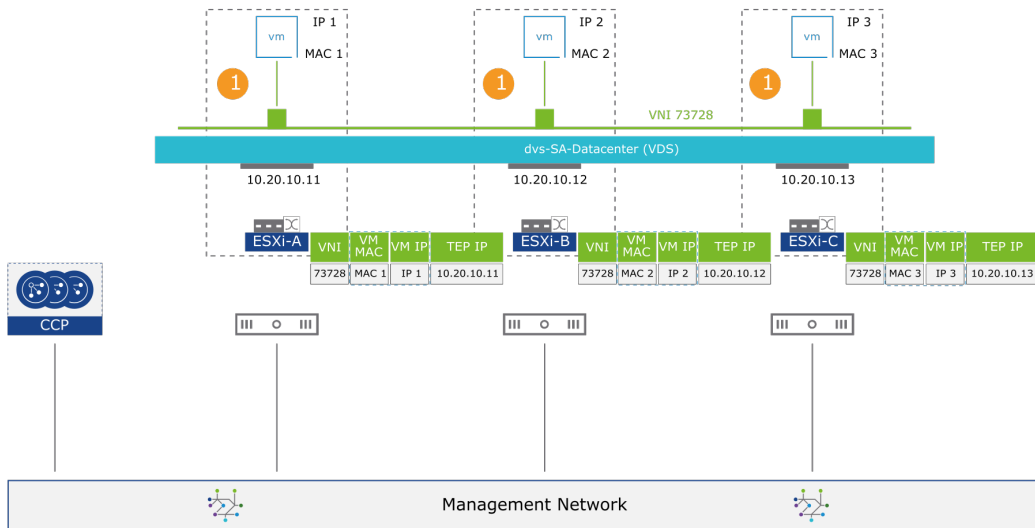 IP 1
MAC 1
1
IP 2
MAC 2
1
IP 3
MAC 3
1
VNI 73728
dvs-SA-Datacenter (VDS)
10.20.10.11
10.20.10.12
10.20.10.13
vm
vm
vm
ESXi-A
VNI
VM MAC
VM IP
TEP IP
73728
MAC 1
IP 1
10.20.10.11
ESXi-B
VNI
VM MAC
VM IP
TEP IP
73728
MAC 2
IP 2
10.20.10.12
ESXi-C
VNI
VM MAC
VM IP
TEP IP
73728
MAC 3
IP 3
10.20.10.13
CCP
Management Network